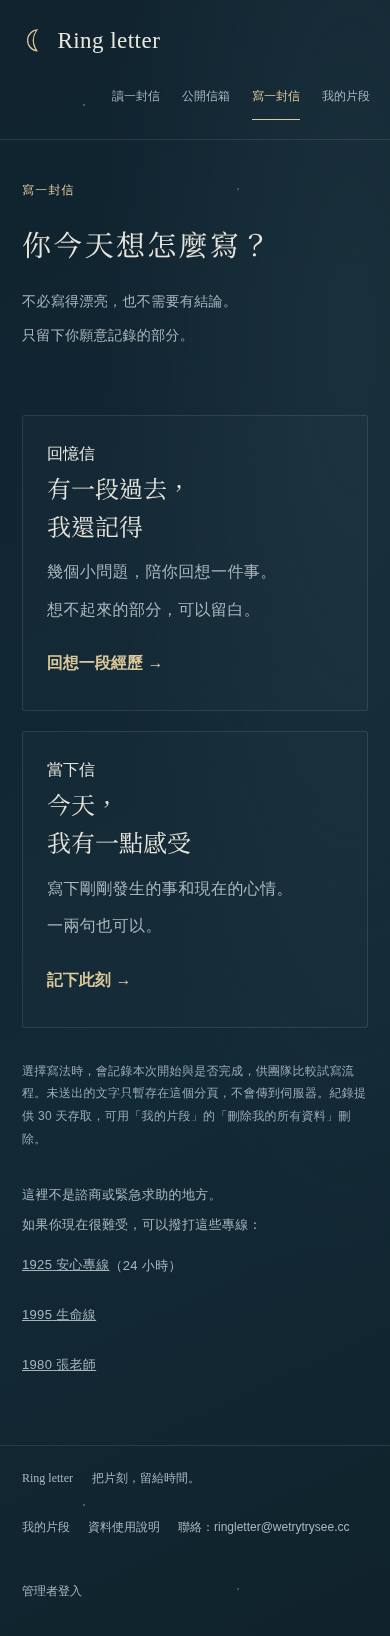 Ring letter
讀一封信 公開信箱 寫一封信 我的片段
寫一封信
你今天想怎麼寫？
不必寫得漂亮，也不需要有結論。
只留下你願意記錄的部分。
回憶信
有一段過去，
我還記得
幾個小問題，陪你回想一件事。
想不起來的部分，可以留白。
回想一段經歷 →
當下信
今天，
我有一點感受
寫下剛剛發生的事和現在的心情。
一兩句也可以。
記下此刻 →
選擇寫法時，會記錄本次開始與是否完成，供團隊比較試寫流
程。未送出的文字只暫存在這個分頁，不會傳到伺服器。紀錄提
供 30 天存取，可用「我的片段」的「刪除我的所有資料」刪
除。
這裡不是諮商或緊急求助的地方。
如果你現在很難受，可以撥打這些專線：
1925 安心專線（24 小時）
1995 生命線
1980 張老師
Ring letter 把片刻，留給時間。
我的片段 資料使用說明 聯絡：ringletter@wetrytrysee.cc
管理者登入